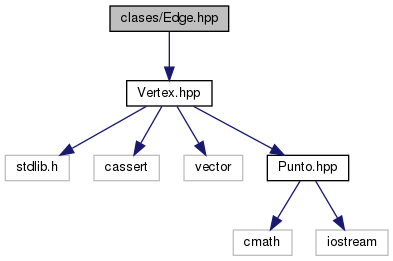 clases/Edge.hpp
Vertex.hpp
stdlib.h
cassert
vector
Punto.hpp
cmath
iostream